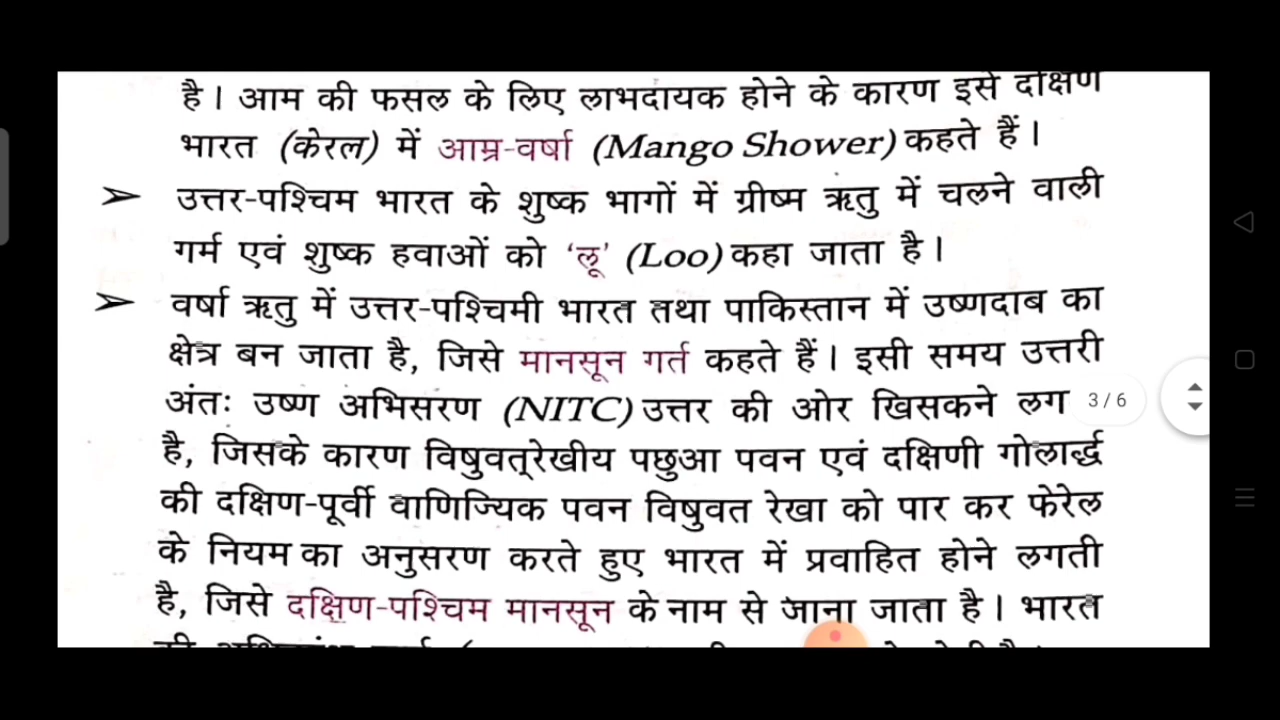 है। आम की फसल के लिए लाभदायक होने के कारण इसे दक्षिण
भारत (केरल) में आम्र-वर्षा (Mango Shower) कहते हैं।
➢ उत्तर-पश्चिम भारत के शुष्क भागों में ग्रीष्म ऋतु में चलने वाली
गर्म एवं शुष्क हवाओं को ‘लू’ (Loo) कहा जाता है।
➢ वर्षा ऋतु में उत्तर-पश्चिमी भारत तथा पाकिस्तान में उष्णदाब का
क्षेत्र बन जाता है, जिसे मानसून गर्त कहते हैं। इसी समय उत्तरी
अंतः उष्ण अभिसरण (NITC) उत्तर की ओर खिसकने लग
3 / 6
है, जिसके कारण विषुवत्रेखीय पछुआ पवन एवं दक्षिणी गोलार्द्ध
की दक्षिण-पूर्वी वाणिज्यिक पवन विषुवत रेखा को पार कर फेरेल
के नियम का अनुसरण करते हुए भारत में प्रवाहित होने लगती
है, जिसे दक्षिण-पश्चिम मानसून के नाम से जाना जाता है। भारत